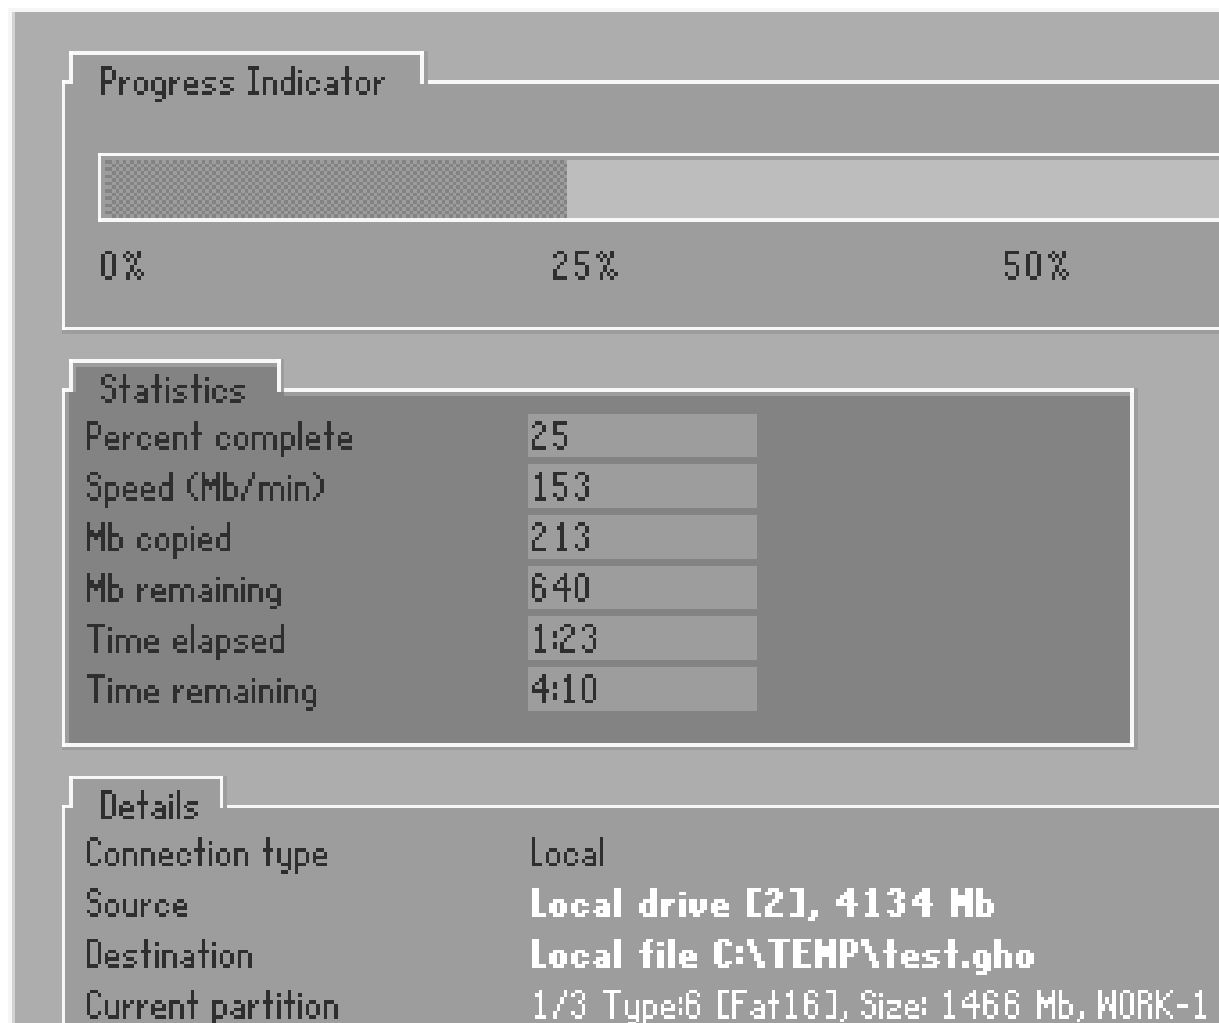 Progress Indicator
0% 25% 50%
Statistics
Percent complete 25
Speed (Mb/min) 153
Mb copied 213
Mb remaining 640
Time elapsed 1:23
Time remaining 4:10
Details
Connection type Local
Source Local drive [2], 4134 Mb
Destination Local file C:\TEMP\test.gho
Current partition 1/3 Type:6 [Fat16], Size: 1466 Mb, WORK-1